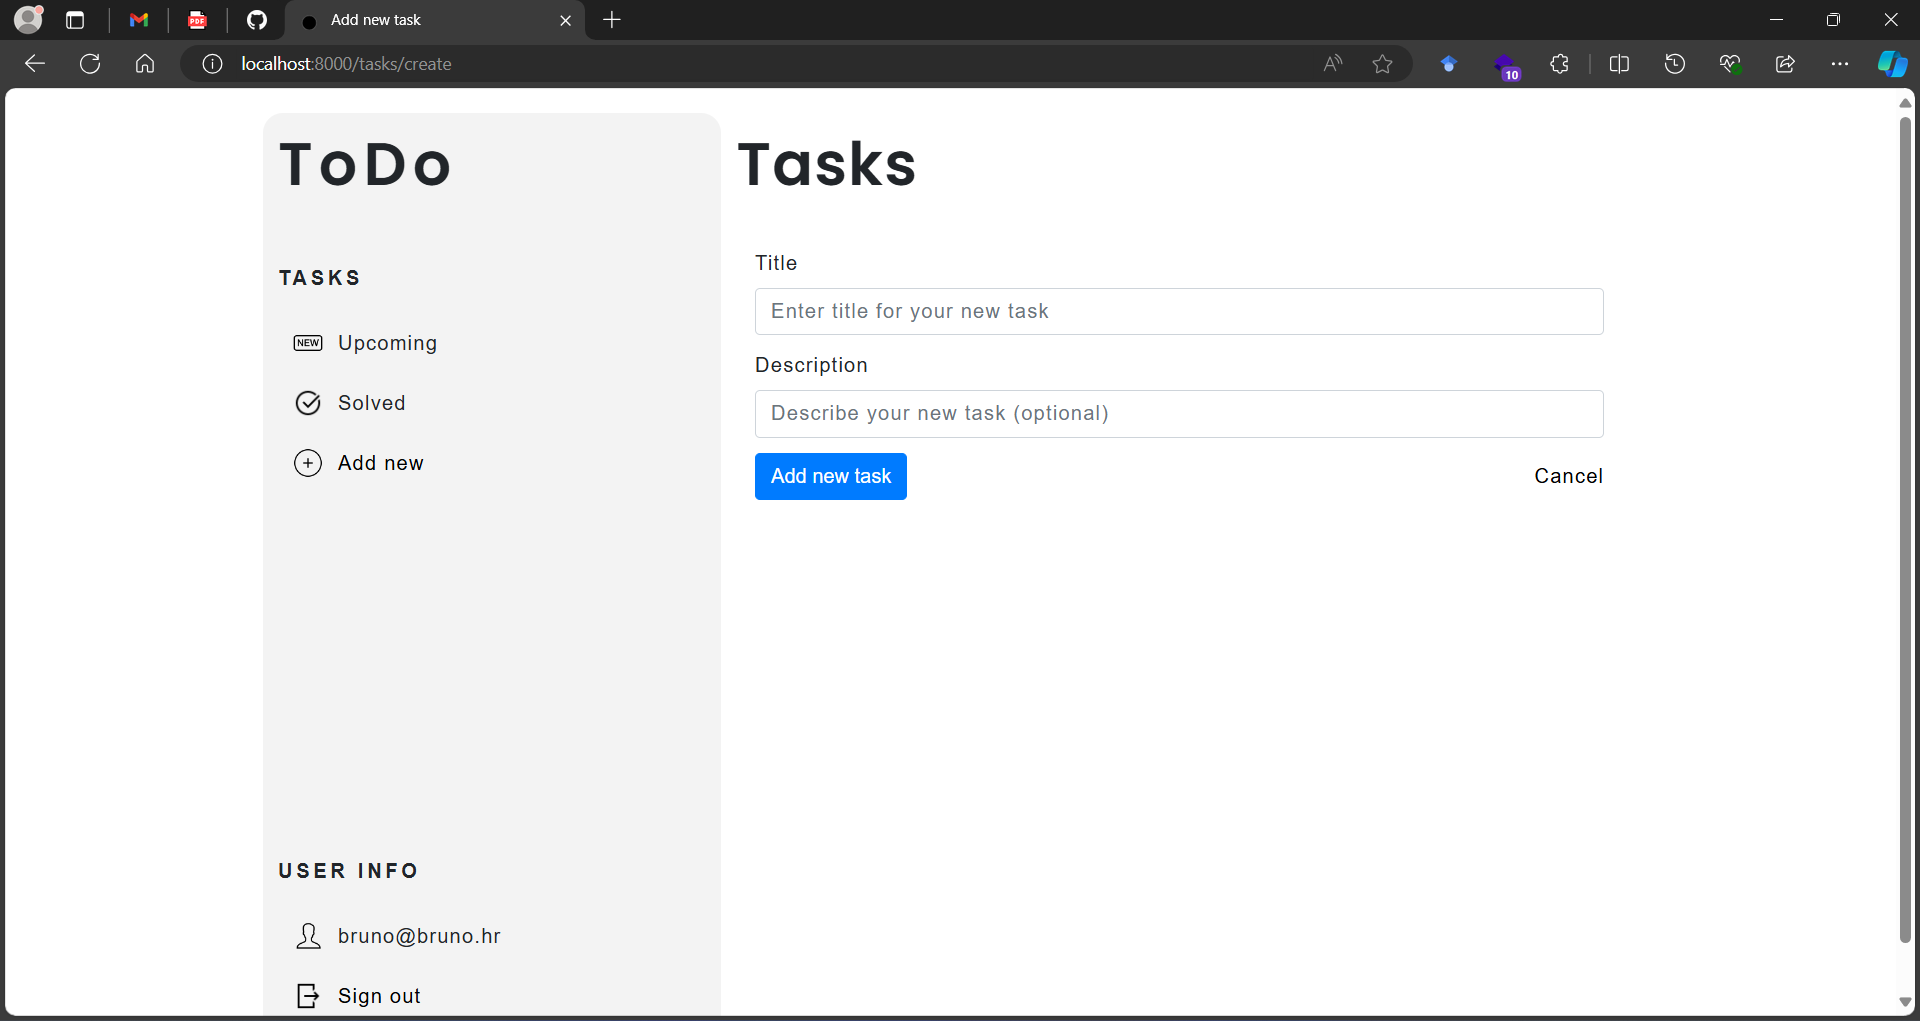 Add new task
localhost:8000/tasks/create
10
ToDo
TASKS
NEW Upcoming
Solved
Add new
USER INFO
bruno@bruno.hr
Sign out
Tasks
Title
Enter title for your new task
Description
Describe your new task (optional)
Add new task
Cancel
PDF
A